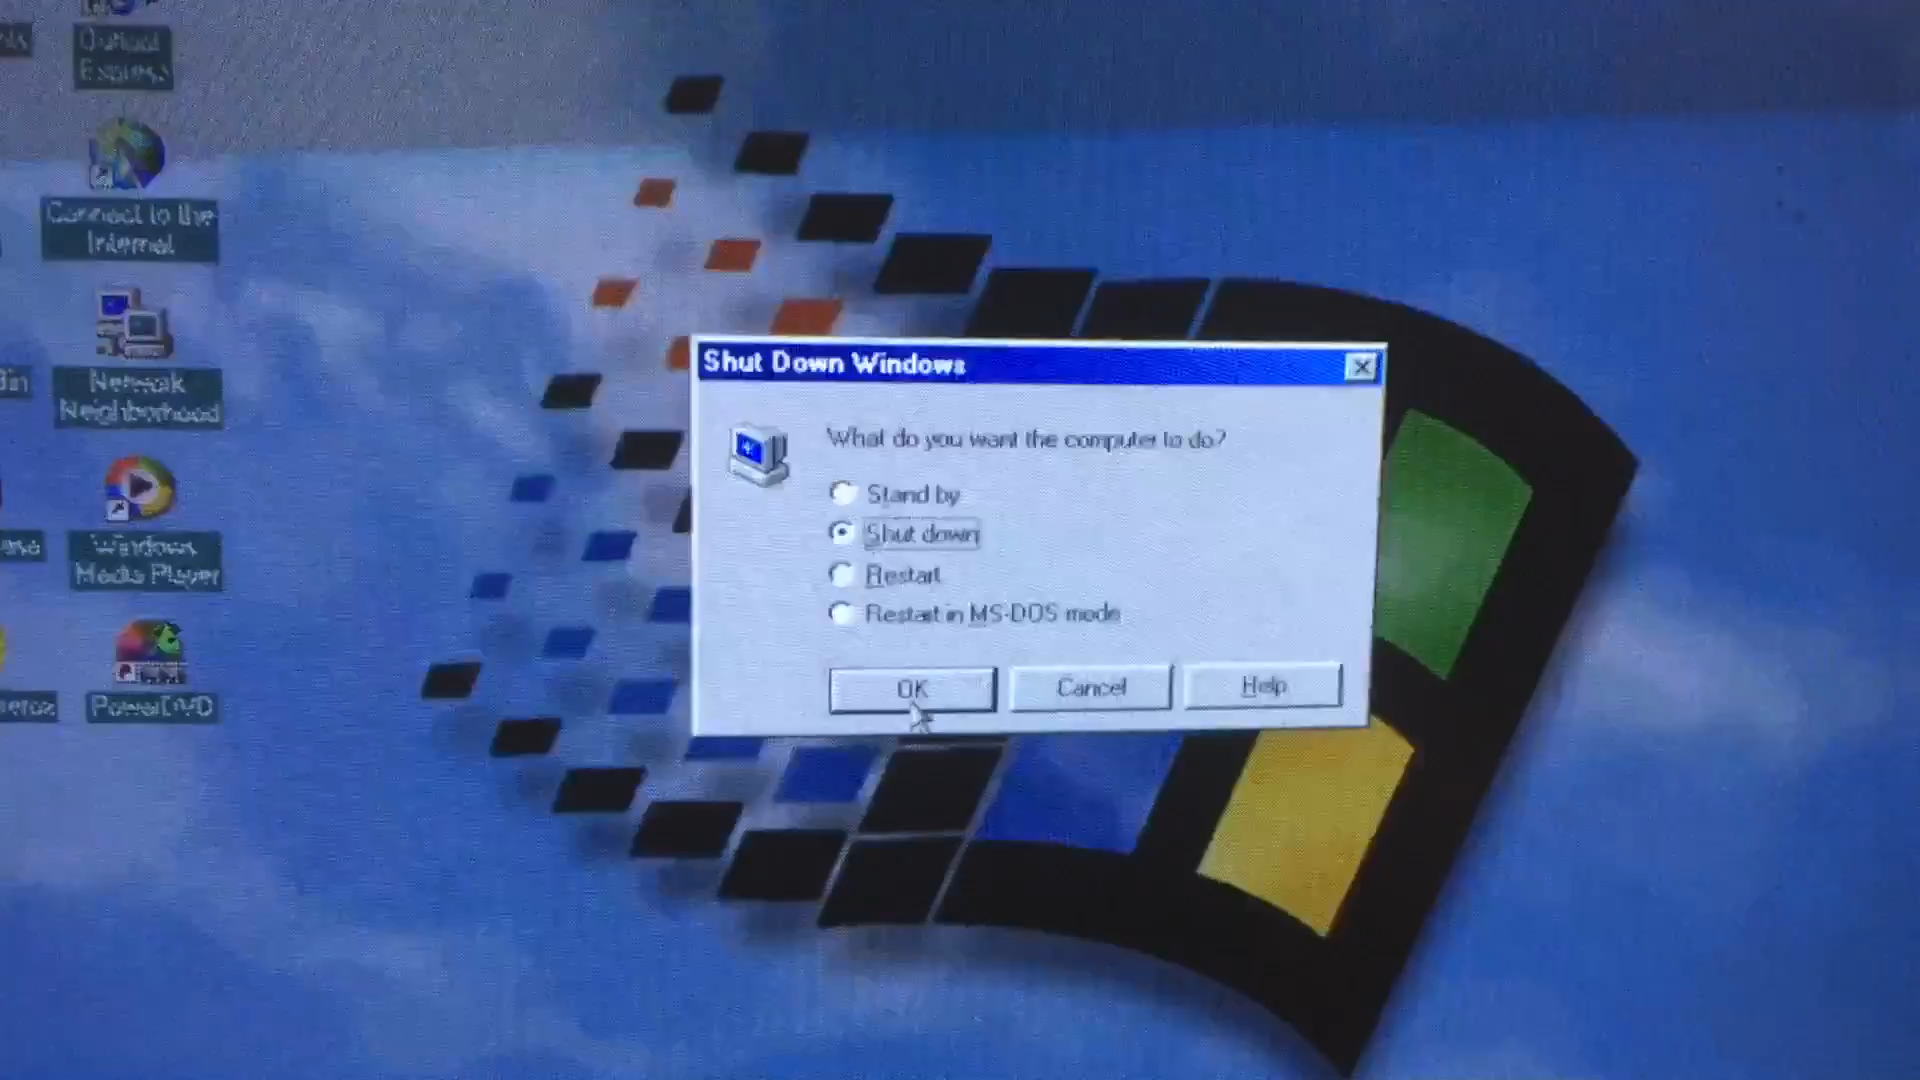 Outlook
Express
Connect to the
Internet
Network
Neighborhood
Windows
Media Player
PowerDVD
Shut Down Windows
What do you want the computer to do?
Stand by
Shut down
Restart
Restart in MS-DOS mode
OK
Cancel
Help